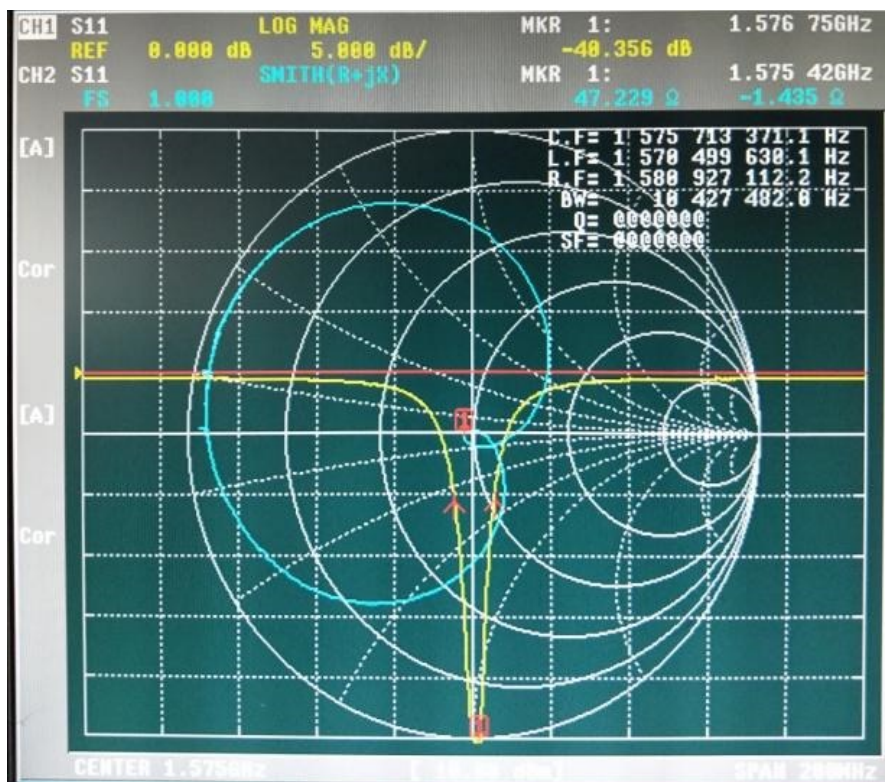 CH1 S11 LOG MAG MKR 1: 1.576 75GHz
REF 0.000 dB 5.000 dB/ -40.356 dB
CH2 S11 SMITH(R+jX) MKR 1: 1.575 42GHz
FS 1.000 47.229 Ω -1.435 Ω
[A]
C.F= 1 575 713 371.1 Hz
L.F= 1 570 499 630.1 Hz
R.F= 1 580 927 112.2 Hz
BW= 10 427 482.0 Hz
Q= @@@@@@@
SF= @@@@@@@
Cor
[A]
1
Cor
1
CENTER 1.575GHz [ dBm] SPAN 200MHz